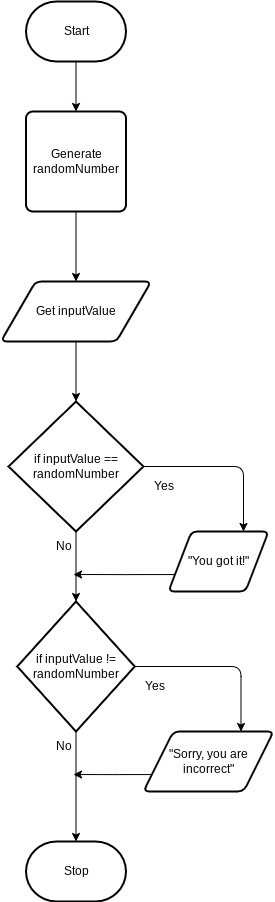 Start
Generate
randomNumber
Get inputValue
if inputValue ==
randomNumber
Yes
No
"You got it!"
if inputValue !=
randomNumber
Yes
No
"Sorry, you are
incorrect"
Stop